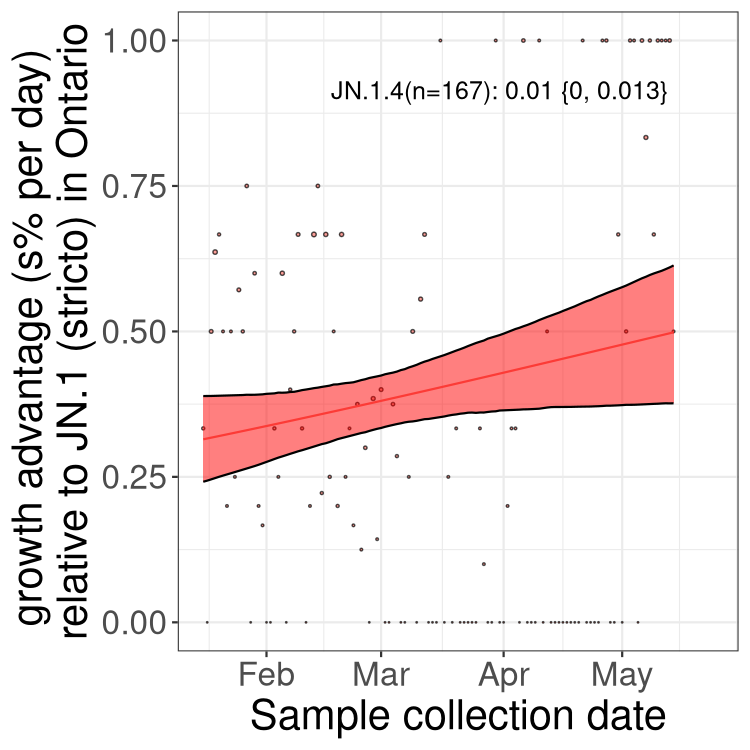 growth advantage (s% per day)
relative to JN.1 (stricto) in Ontario
1.00
0.75
0.50
0.25
0.00
JN.1.4(n=167): 0.01 {0, 0.013}
Feb Mar Apr May
Sample collection date